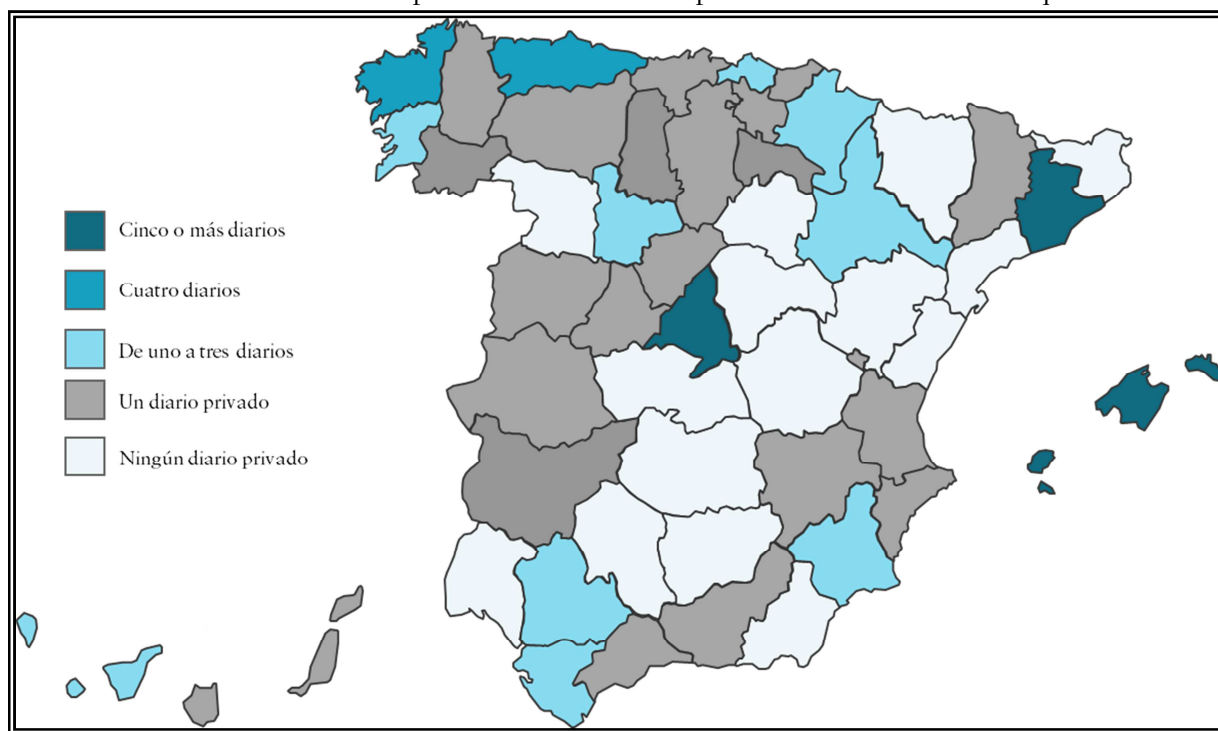 Cinco o más diarios
Cuatro diarios
De uno a tres diarios
Un diario privado
Ningún diario privado